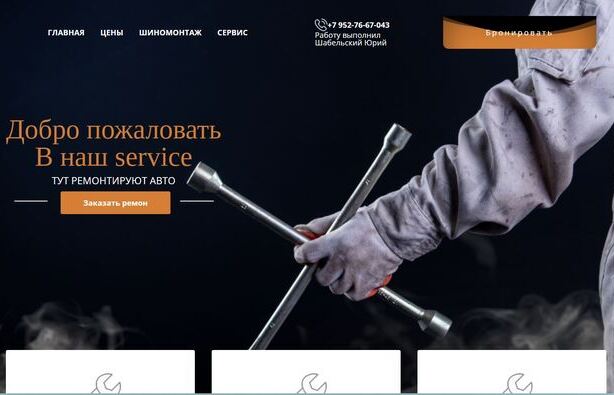 ГЛАВНАЯ ЦЕНЫ ШИНОМОНТАЖ СЕРВИС
+7 952-76-67-043
Работу выполнил
Шабельский Юрий
Бронировать
Добро пожаловать
В наш service
ТУТ РЕМОНТИРУЮТ АВТО
Заказать ремон